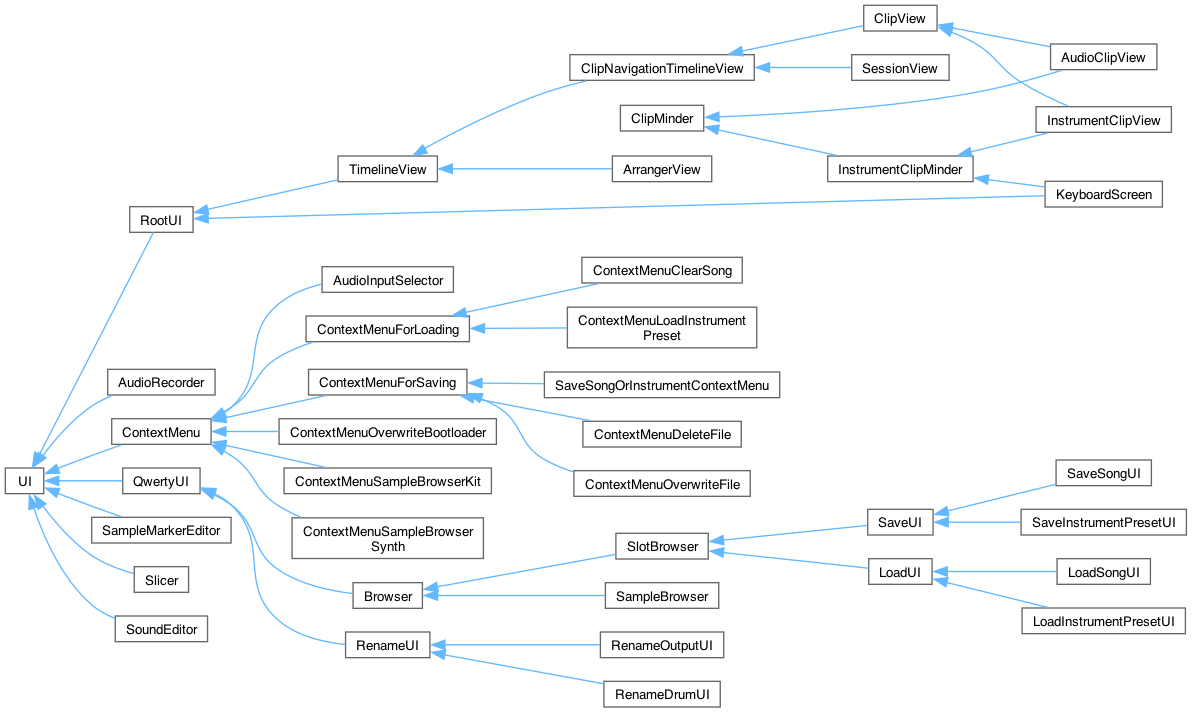 ClipView
AudioClipView
ClipNavigationTimelineView
SessionView
ClipMinder
InstrumentClipView
TimelineView
ArrangerView
InstrumentClipMinder
KeyboardScreen
RootUI
ContextMenuClearSong
AudioInputSelector
ContextMenuForLoading
ContextMenuLoadInstrument
Preset
AudioRecorder
ContextMenuForSaving
SaveSongOrInstrumentContextMenu
ContextMenu
ContextMenuOverwriteBootloader
ContextMenuDeleteFile
UI
QwertyUI
ContextMenuSampleBrowserKit
ContextMenuOverwriteFile
SaveSongUI
SampleMarkerEditor
ContextMenuSampleBrowser
Synth
SaveUI
SaveInstrumentPresetUI
SlotBrowser
Slicer
LoadUI
LoadSongUI
Browser
SampleBrowser
LoadInstrumentPresetUI
SoundEditor
RenameUI
RenameOutputUI
RenameDrumUI